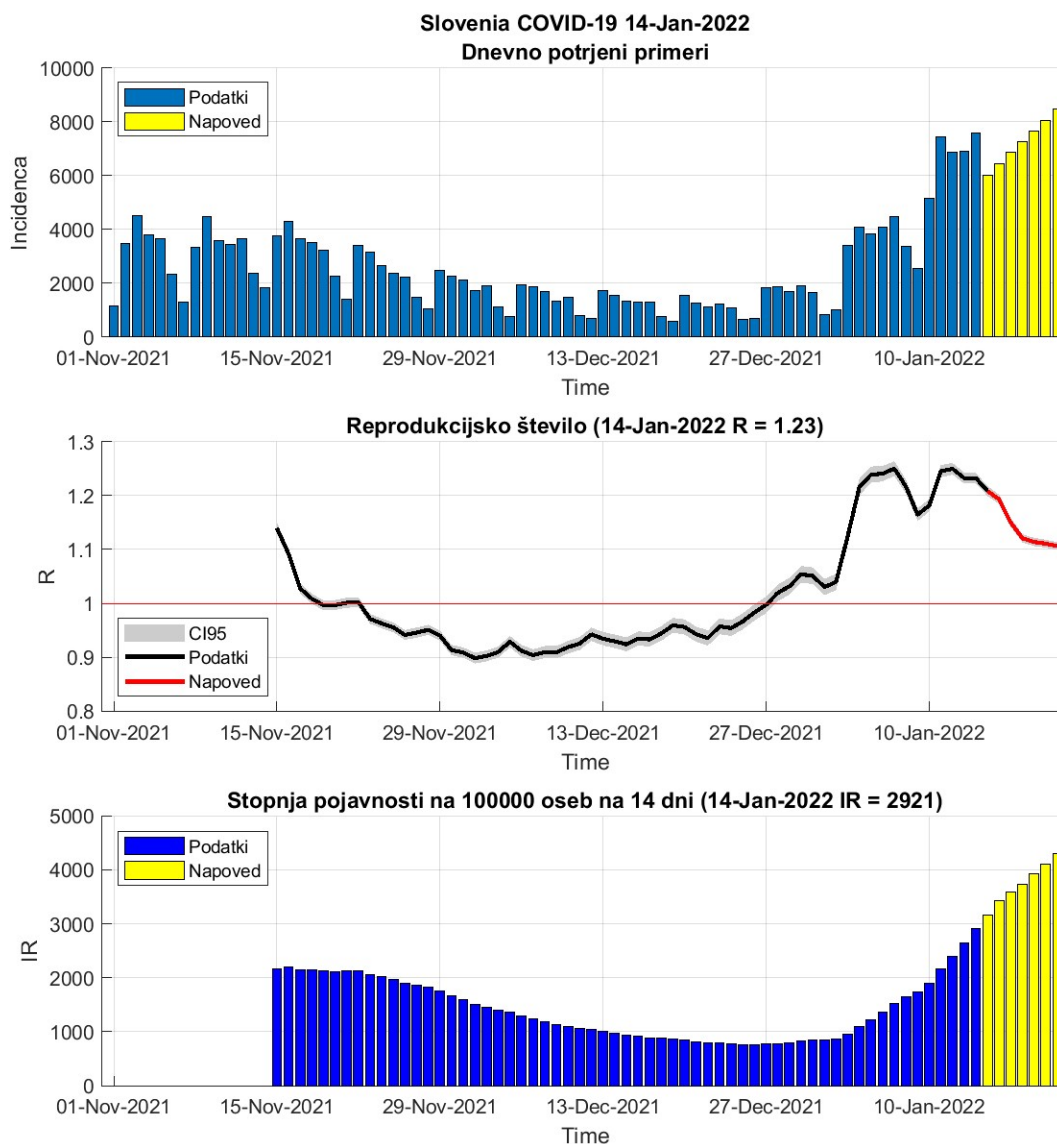 Slovenia COVID-19 14-Jan-2022
Dnevno potrjeni primeri
10000
8000
6000
4000
2000
0
Incidenca
Podatki
Napoved
01-Nov-2021 15-Nov-2021 29-Nov-2021 13-Dec-2021 27-Dec-2021 10-Jan-2022
Time
Reprodukcijsko število (14-Jan-2022 R = 1.23)
1.3
1.2
1.1
1
0.9
0.8
R
CI95
Podatki
Napoved
01-Nov-2021 15-Nov-2021 29-Nov-2021 13-Dec-2021 27-Dec-2021 10-Jan-2022
Time
Stopnja pojavnosti na 100000 oseb na 14 dni (14-Jan-2022 IR = 2921)
5000
4000
3000
2000
1000
0
IR
Podatki
Napoved
01-Nov-2021 15-Nov-2021 29-Nov-2021 13-Dec-2021 27-Dec-2021 10-Jan-2022
Time